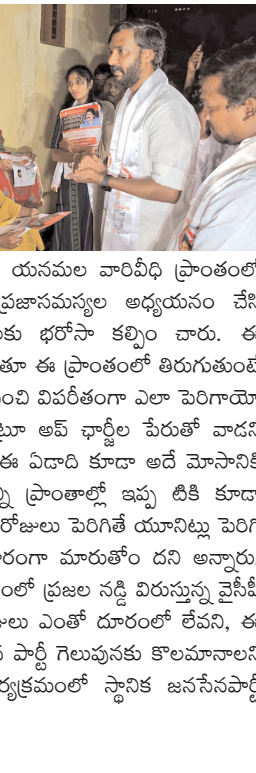 యనమల వారివీధి ప్రాంతంలో
ప్రజాసమస్యల అధ్యయనం చేసి
కు భరోసా కల్పిం చారు. ఈ
తూ ఈ ప్రాంతంలో తిరుగుతుంటే
ంచి విపరీతంగా ఎలా పెరిగాయో
ట్రూ అప్ ఛార్జీల పేరుతో వాడని
ఈ ఏడాది కూడా అదే మోసానికి
న్ని ప్రాంతాల్లో ఇప్ప టికి కూడా
రోజులు పెరిగితే యూనిట్లు పెరిగి
ారంగా మారుతోం దని అన్నారు.
ంలో ప్రజల నడ్డి విరుస్తున్న వైసీపీ
ులు ఎంతో దూరంలో లేవని, ఈ
పార్టీ గెలుపునకు కొలమానాలని
ర్యక్రమంలో స్థానిక జనసేనపార్టీ